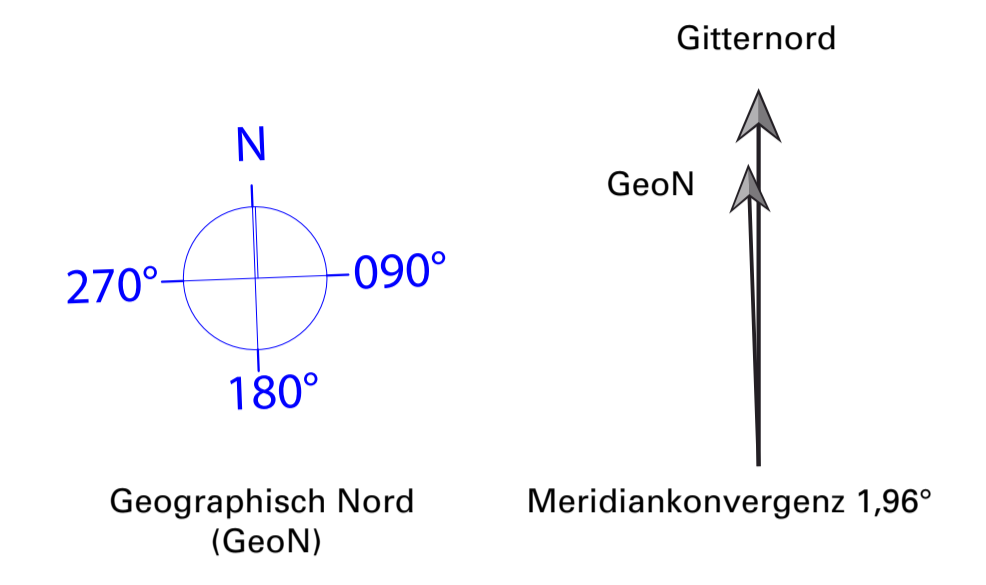 N
270°
090°
180°
Geographisch Nord
(GeoN)
Gitternord
GeoN
Meridiankonvergenz 1,96°